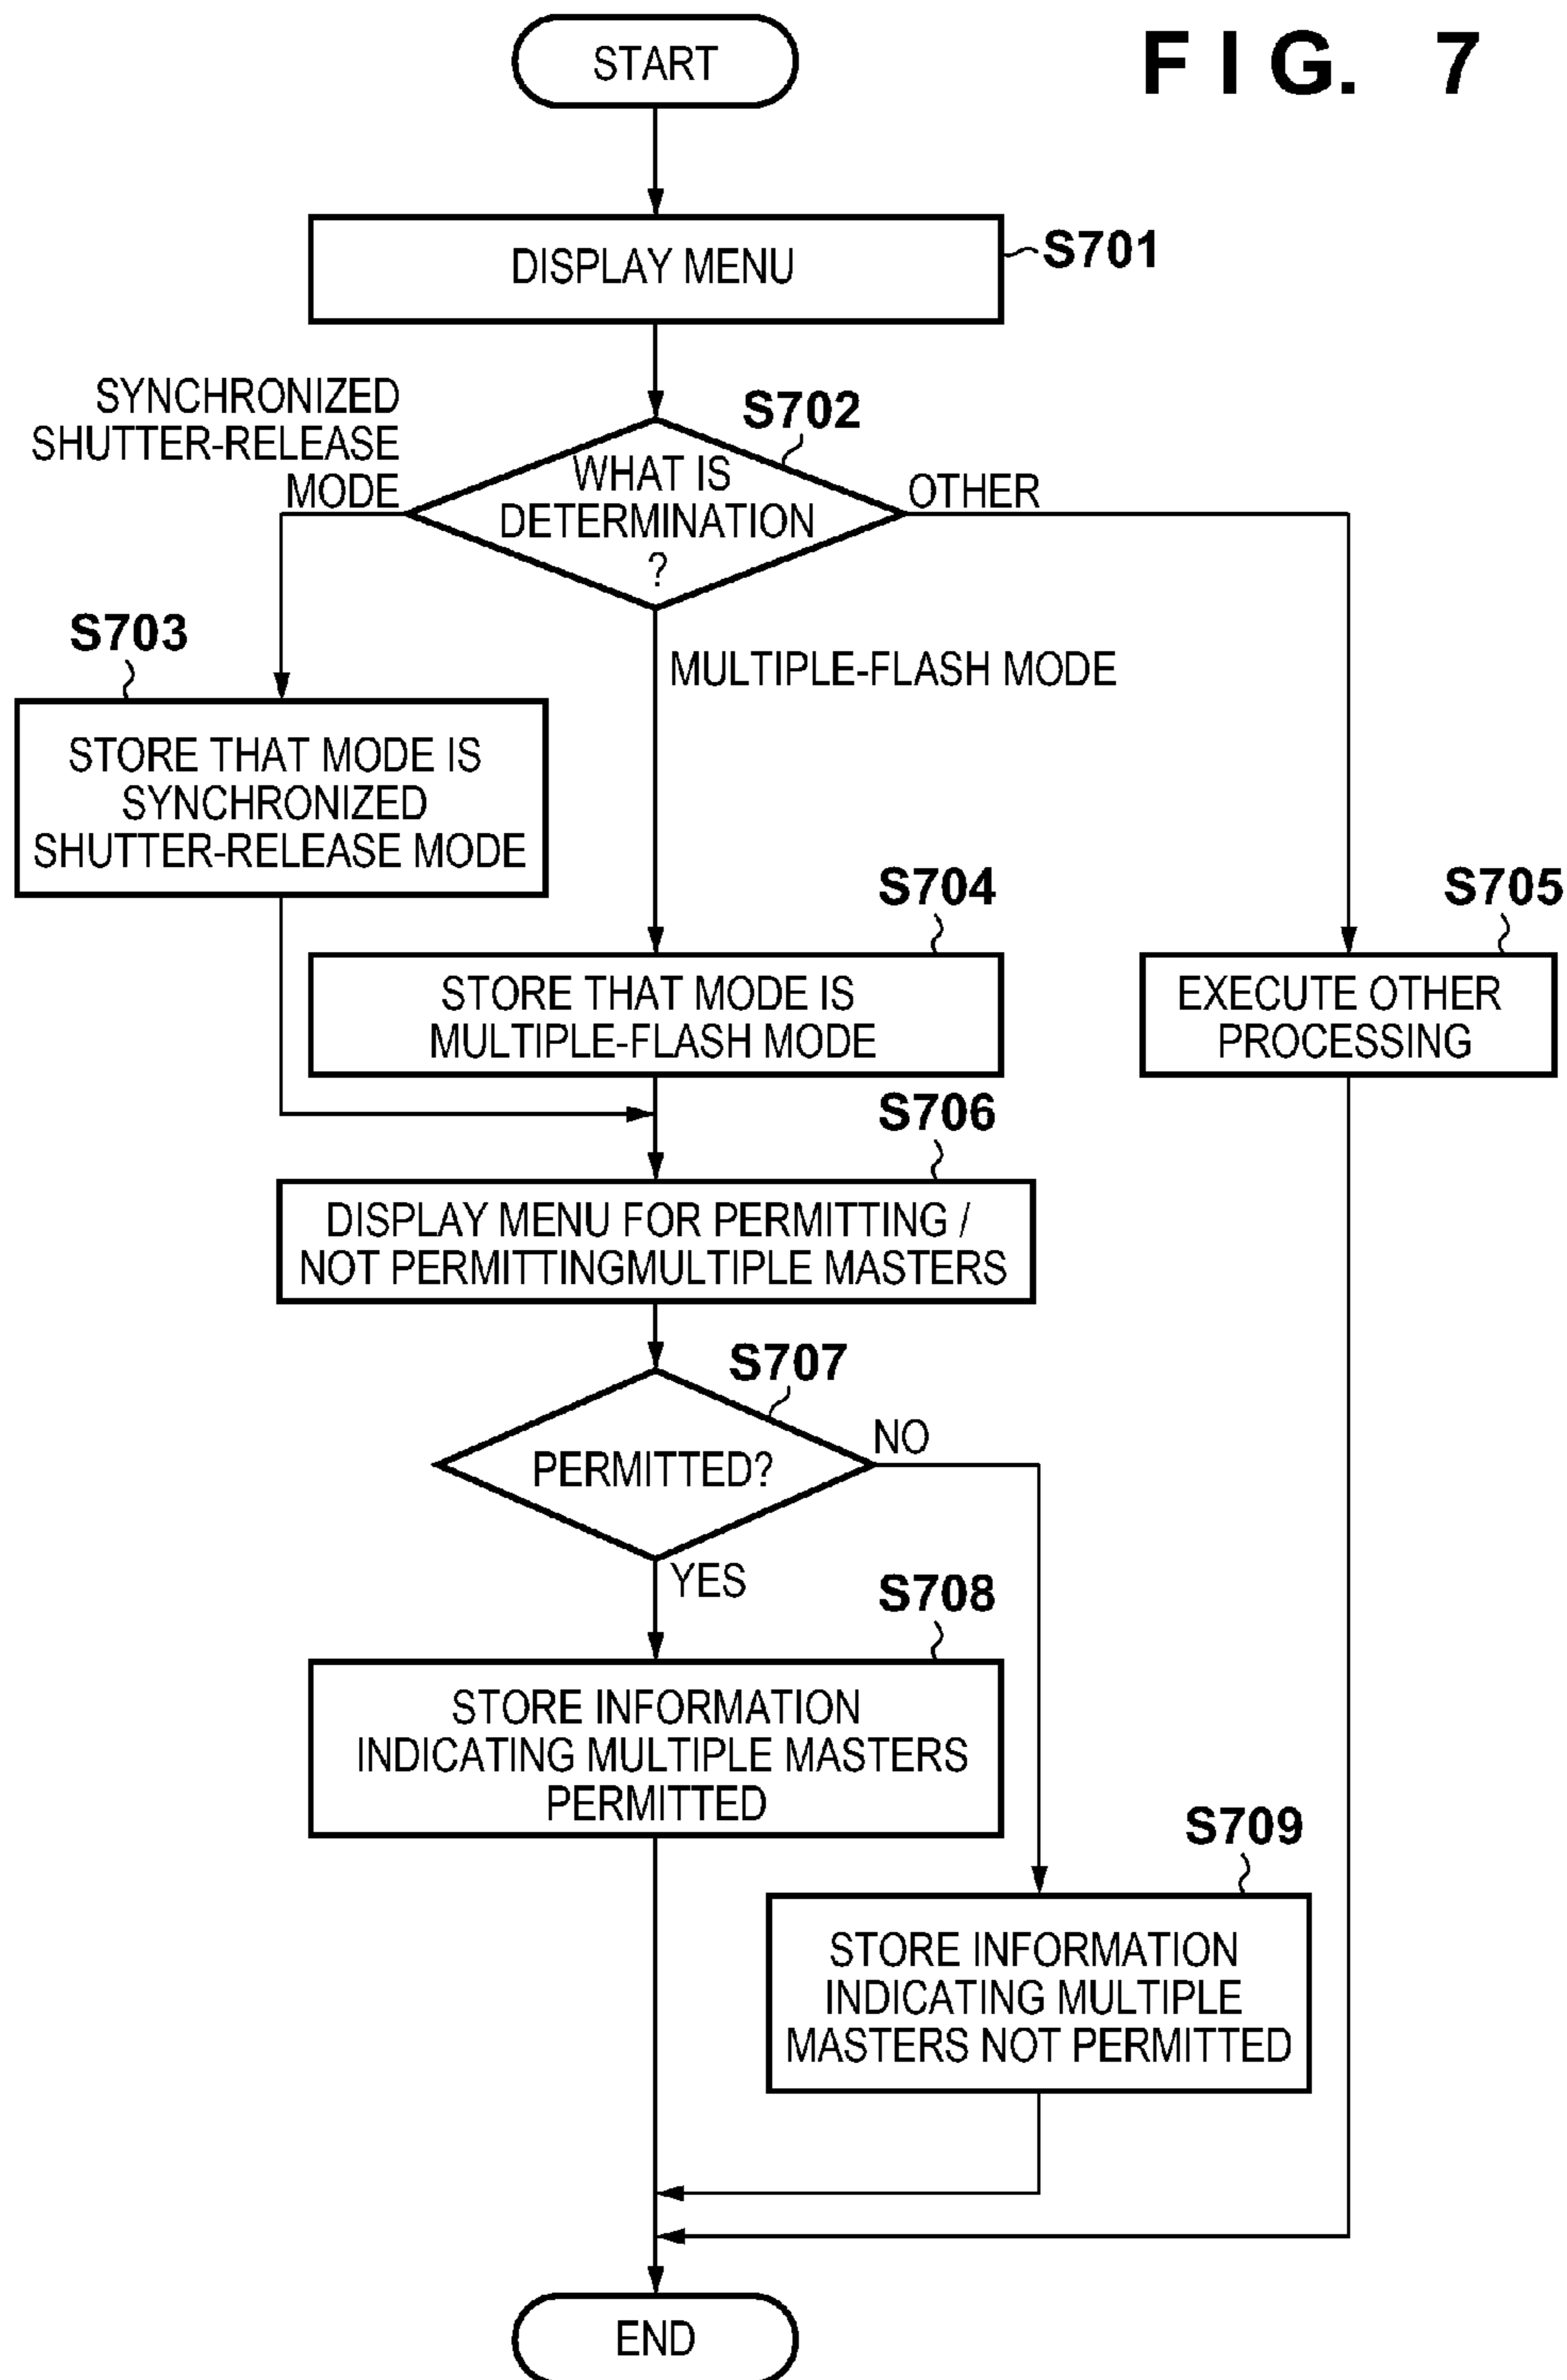 FIG. 7
START
DISPLAY MENU
S701
SYNCHRONIZED
SHUTTER-RELEASE
MODE
S702
WHAT IS
DETERMINATION
?
OTHER
S703
MULTIPLE-FLASH MODE
STORE THAT MODE IS
SYNCHRONIZED
SHUTTER-RELEASE MODE
S704
STORE THAT MODE IS
MULTIPLE-FLASH MODE
S705
EXECUTE OTHER
PROCESSING
S706
DISPLAY MENU FOR PERMITTING /
NOT PERMITTINGMULTIPLE MASTERS
S707
PERMITTED?
NO
YES
S708
STORE INFORMATION
INDICATING MULTIPLE MASTERS
PERMITTED
S709
STORE INFORMATION
INDICATING MULTIPLE
MASTERS NOT PERMITTED
END